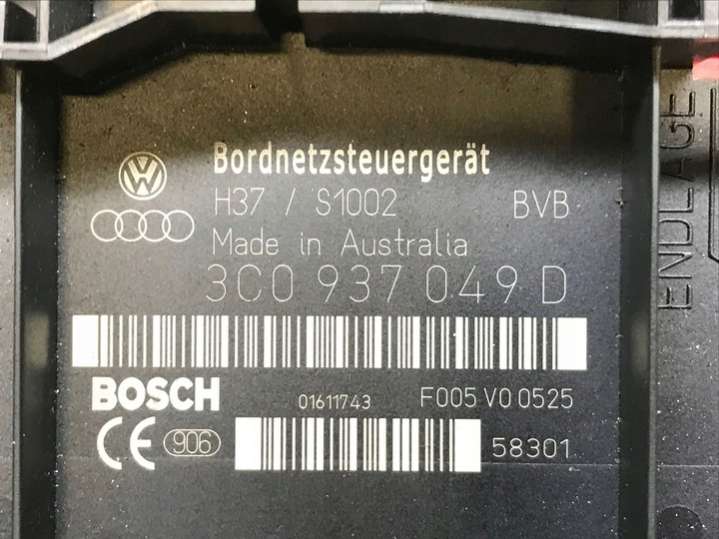 Bordnetzsteuergerät
H37 / S1002 BVB
Made in Australia
3C0 937 049 D
BOSCH 01611743 F005 V0 0525
CE 906 58301
ENDLAGE